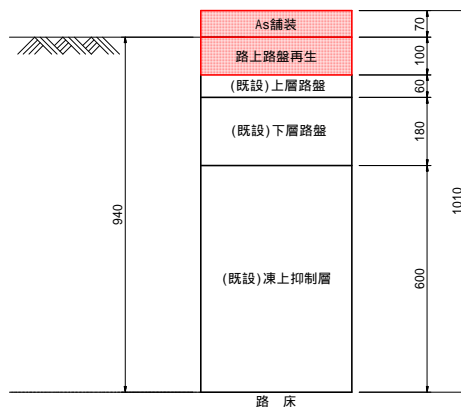 As舗装
70
路上路盤再生
100
(既設)上層路盤
60
(既設)下層路盤
180
940
1010
(既設)凍上抑制層
600
路 床